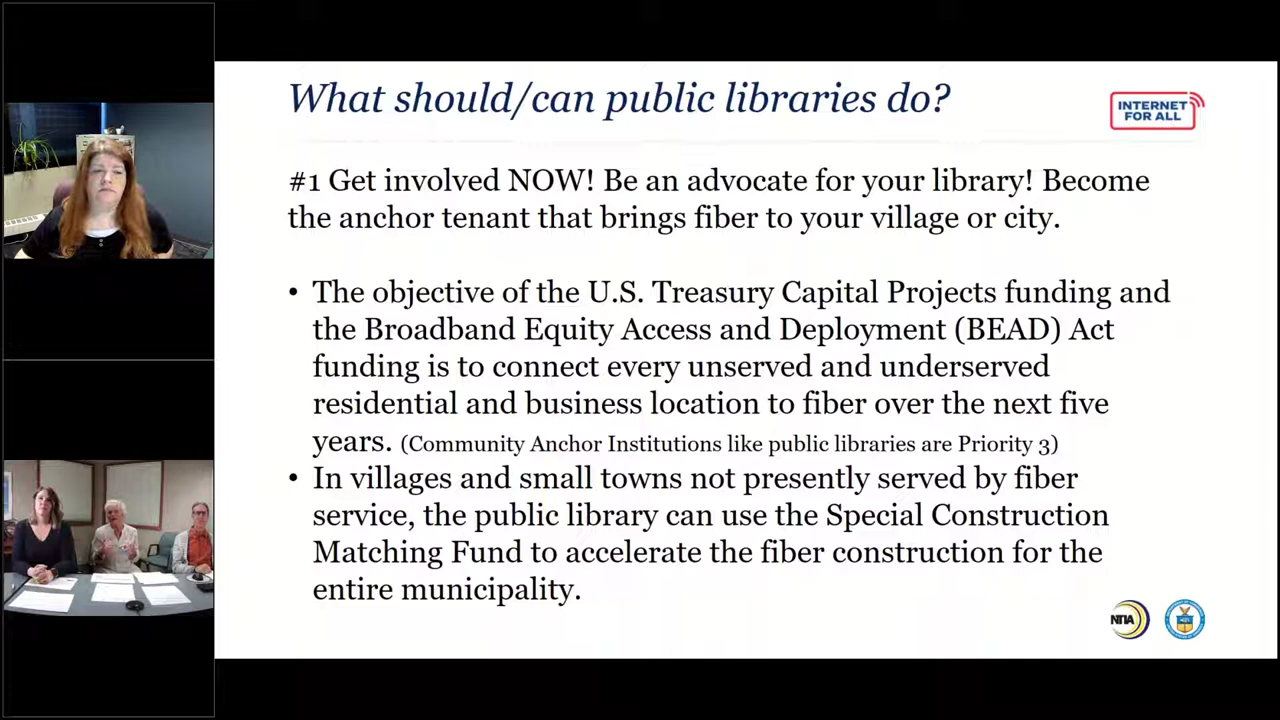 What should/can public libraries do?
INTERNET
FOR ALL
#1 Get involved NOW! Be an advocate for your library! Become
the anchor tenant that brings fiber to your village or city.
• The objective of the U.S. Treasury Capital Projects funding and
the Broadband Equity Access and Deployment (BEAD) Act
funding is to connect every unserved and underserved
residential and business location to fiber over the next five
years. (Community Anchor Institutions like public libraries are Priority 3)
• In villages and small towns not presently served by fiber
service, the public library can use the Special Construction
Matching Fund to accelerate the fiber construction for the
entire municipality.
NTIA